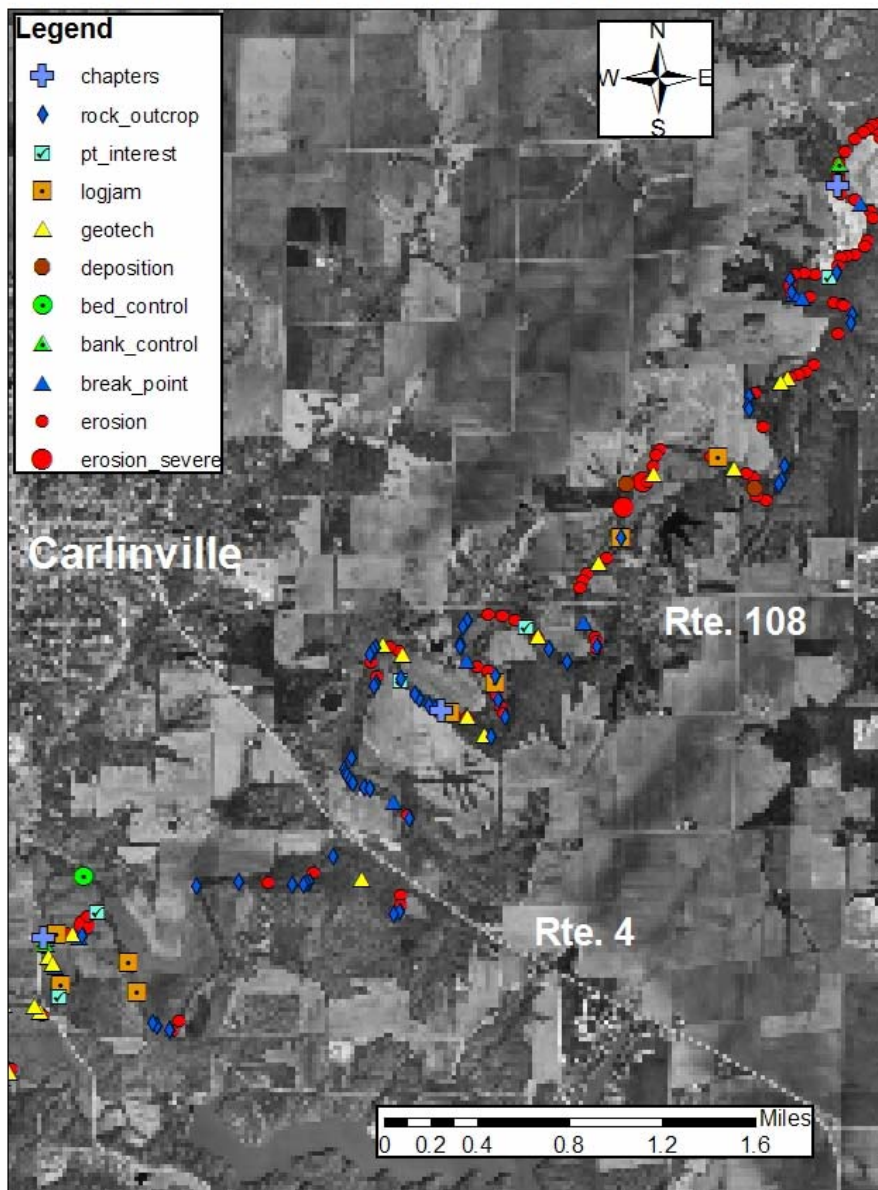 Legend
chapters
rock_outcrop
pt_interest
logjam
geotech
deposition
bed_control
bank_control
break_point
erosion
erosion_severe
N
W E
S
Carlinville
Rte. 108
Rte. 4
Miles
0 0.2 0.4 0.8 1.2 1.6